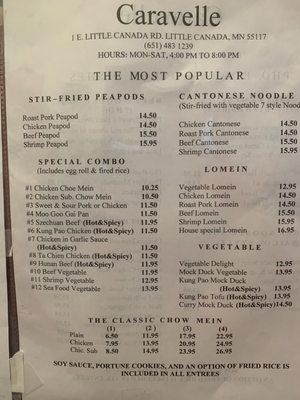 Caravelle
1 E. LITTLE CANADA RD. LITTLE CANADA, MN 55117
(651) 483 1239
HOURS: MON-SAT, 4:00 PM TO 8:00 PM
THE MOST POPULAR
STIR-FRIED PEAPODS
Roast Pork Peapod 14.50
Chicken Peapod 14.50
Beef Peapod 15.50
Shrimp Peapod 15.95
SPECIAL COMBO
(Includes egg roll & fired rice)
#1 Chicken Choe Mein 10.25
#2 Chicken Sub. Chow Mein 10.50
#3 Sweet & Sour Pork or Chicken 11.50
#4 Moo Goo Gai Pan 11.50
#5 Szechuan Beef (Hot&Spicy) 11.95
#6 Kung Pao Chicken (Hot&Spicy) 11.50
#7 Chicken in Garlic Sauce
(Hot&Spicy) 11.50
#8 Ta Chien Chicken (Hot&Spicy) 11.50
#9 Hunan Beef (Hot&Spicy) 11.95
#10 Beef Vegetable 11.95
#11 Shrimp Vegetable 12.95
#12 Sea Food Vegetable 13.95
CANTONESE NOODLE
(Stir-fried with vegetable 7 style Nood
Chicken Cantonese 14.50
Roast Pork Cantonese 14.50
Beef Cantonese 15.50
Shrimp Cantonese 15.95
LOMEIN
Vegetable Lomein 12.95
Chicken Lomein 14.50
Roast Pork Lomein 14.50
Beef Lomein 15.50
Shrimp Lomein 15.95
House special Lomein 16.95
VEGETABLE
Vegetable Delight 12.95
Mock Duck Vegetable 13.95
Kung Pao Mock Duck
(Hot&Spicy) 13.95
Kung Pao Tofu (Hot&Spicy) 13.95
Curry Mock Duck (Hot&Spicy)14.50
THE CLASSIC CHOW MEIN
(1) (2) (3) (4)
Plain 6.50 11.95 17.95 22.95
Chicken 7.95 13.95 20.95 24.95
Chic. Sub 8.50 14.95 23.95 26.95
SOY SAUCE, FORTUNE COOKIES, AND AN OPTION OF FRIED RICE IS
INCLUDED IN ALL ENTREES